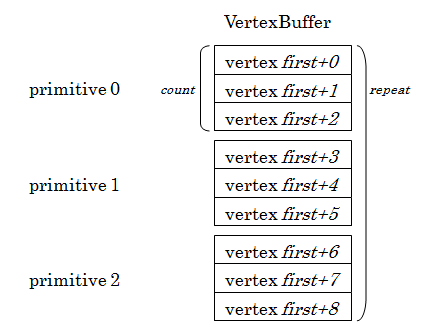 VertexBuffer
vertex first+0
primitive 0 count vertex first+1 repeat
vertex first+2
vertex first+3
primitive 1 vertex first+4
vertex first+5
vertex first+6
primitive 2 vertex first+7
vertex first+8